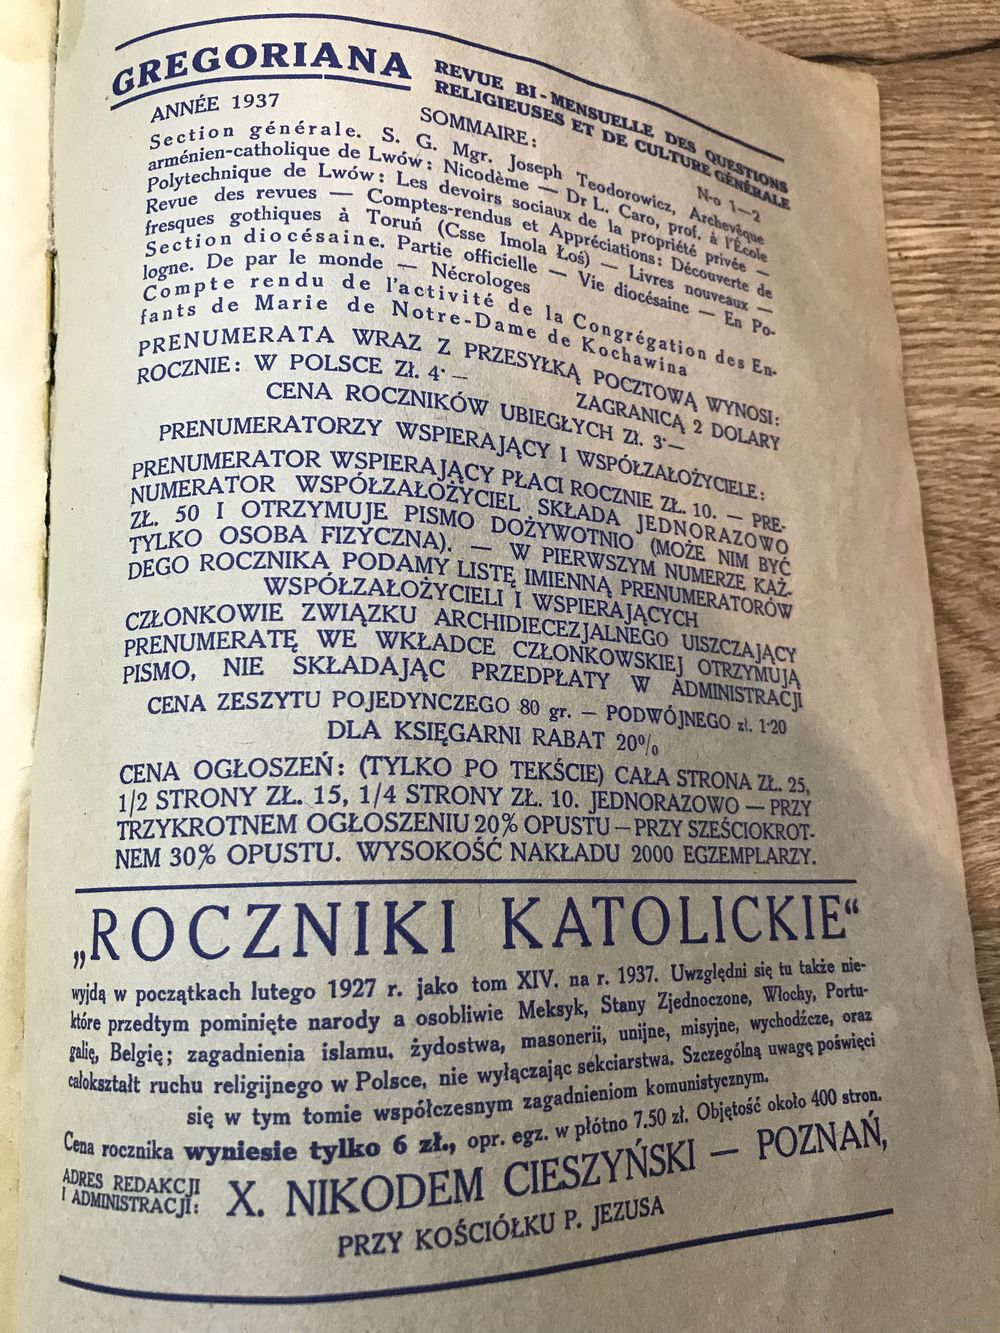 GREGORIANA
REVUE BI-MENSUELLE DES QUESTIONS
RELIGIEUSES ET DE CULTURE GÉNÉRALE
ANNÉE 1937
SOMMAIRE:
N-o 1—2
Section générale. S. G. Mgr. Joseph Teodorowicz, Archevêque
arménien-catholique de Lwów: Nicodème — Dr L. Caro, prof. à l'École
Polytechnique de Lwów: Les devoirs sociaux de la propriété privée —
Revue des revues — Comptes-rendus et Appréciations: Découverte de
fresques gothiques à Toruń (Csse Imola Łoś) — Livres nouveaux —
Section diocésaine. Partie officielle — Vie diocésaine — En Po-
logne. De par le monde — Nécrologes
Compte rendu de l'activité de la Congrégation des En-
fants de Marie de Notre-Dame de Kochawina
PRENUMERATA WRAZ Z PRZESYŁKĄ POCZTOWĄ WYNOSI:
ROCZNIE: W POLSCE Zł. 4·— ZAGRANICĄ 2 DOLARY
CENA ROCZNIKÓW UBIEGŁYCH Zł. 3·—
PRENUMERATORZY WSPIERAJĄCY I WSPÓŁZAŁOŻYCIELE:
PRENUMERATOR WSPIERAJĄCY PŁACI ROCZNIE ZŁ. 10. — PRE-
NUMERATOR WSPÓŁZAŁOŻYCIEL SKŁADA JEDNORAZOWO
ZŁ. 50 I OTRZYMUJE PISMO DOŻYWOTNIO (MOŻE NIM BYĆ
TYLKO OSOBA FIZYCZNA). — W PIERWSZYM NUMERZE KAŻ-
DEGO ROCZNIKA PODAMY LISTĘ IMIENNĄ PRENUMERATORÓW
WSPÓŁZAŁOŻYCIELI I WSPIERAJĄCYCH
CZŁONKOWIE ZWIĄZKU ARCHIDIECEZJALNEGO UISZCZAJĄCY
PRENUMERATĘ WE WKŁADCE CZŁONKOWSKIEJ OTRZYMUJĄ
PISMO, NIE SKŁADAJĄC PRZEDPŁATY W ADMINISTRACJI
CENA ZESZYTU POJEDYNCZEGO 80 gr. — PODWÓJNEGO zł. 1·20
DLA KSIĘGARNI RABAT 20%
CENA OGŁOSZEŃ: (TYLKO PO TEKŚCIE) CAŁA STRONA ZŁ. 25,
1/2 STRONY ZŁ. 15, 1/4 STRONY ZŁ. 10. JEDNORAZOWO — PRZY
TRZYKROTNEM OGŁOSZENIU 20% OPUSTU — PRZY SZEŚCIOKROT-
NEM 30% OPUSTU. WYSOKOŚĆ NAKŁADU 2000 EGZEMPLARZY.
„ROCZNIKI KATOLICKIE“
wyjdą w początkach lutego 1927 r. jako tom XIV. na r. 1937. Uwzględni się tu także nie-
które przedtym pominięte narody a osobliwie Meksyk, Stany Zjednoczone, Włochy, Portu-
galię, Belgię; zagadnienia islamu, żydostwa, masonerii, unijne, misyjne, wychodźcze, oraz
całokształt ruchu religijnego w Polsce, nie wyłączając sekciarstwa. Szczególną uwagę poświęci
się w tym tomie współczesnym zagadnieniom komunistycznym.
Cena rocznika wyniesie tylko 6 zł., opr. egz. w płótno 7.50 zł. Objętość około 400 stron.
ADRES REDAKCJI
I ADMINISTRACJI:
X. NIKODEM CIESZYŃSKI — POZNAŃ,
PRZY KOŚCIÓŁKU P. JEZUSA